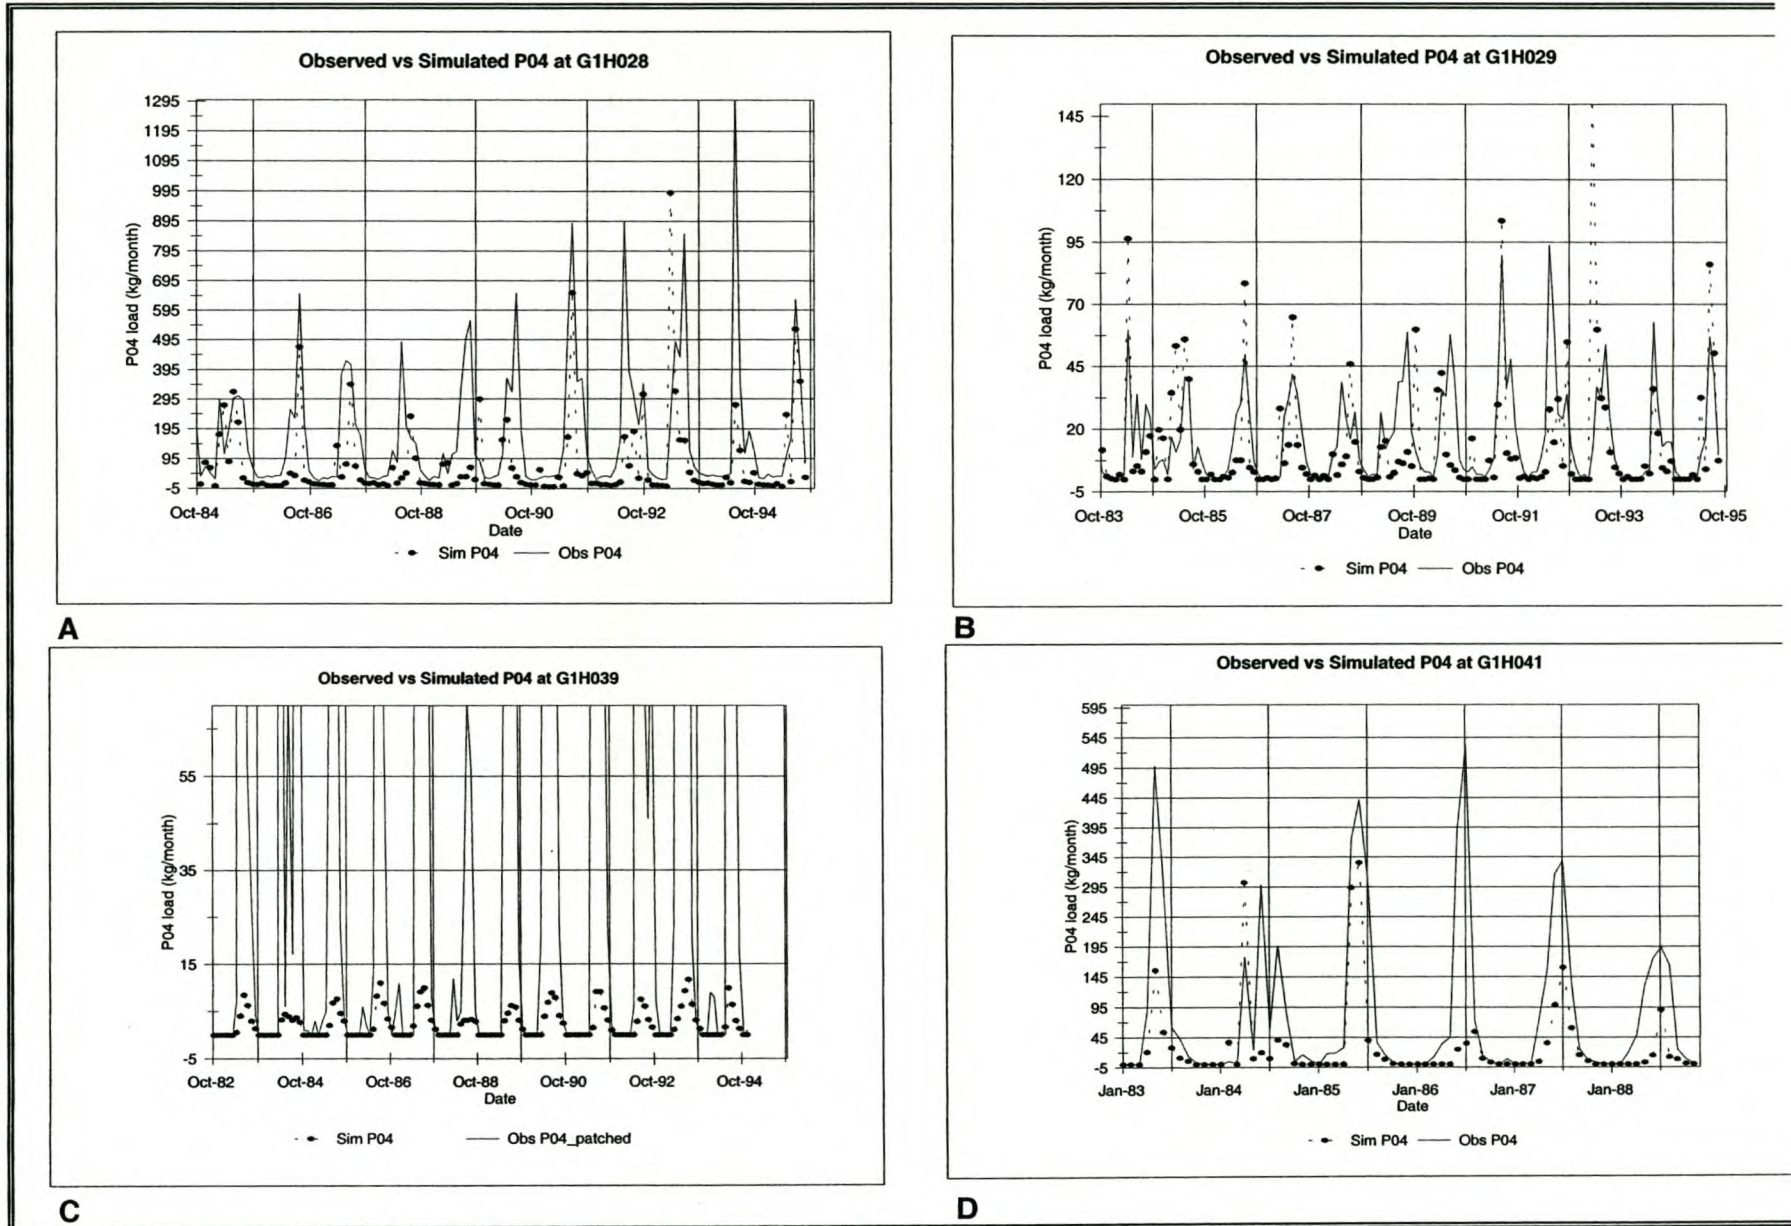 Observed vs Simulated P04 at G1H028
P04 load (kg/month)
1295
1195
1095
995
895
795
695
595
495
395
295
195
95
-5
Oct-84 Oct-86 Oct-88 Oct-90 Oct-92 Oct-94
Date
Sim P04 Obs P04
A
Observed vs Simulated P04 at G1H029
P04 load (kg/month)
145
120
95
70
45
20
-5
Oct-83 Oct-85 Oct-87 Oct-89 Oct-91 Oct-93 Oct-95
Date
Sim P04 Obs P04
B
Observed vs Simulated P04 at G1H039
P04 load (kg/month)
55
35
15
-5
Oct-82 Oct-84 Oct-86 Oct-88 Oct-90 Oct-92 Oct-94
Date
Sim P04 Obs P04_patched
C
Observed vs Simulated P04 at G1H041
P04 load (kg/month)
595
545
495
445
395
345
295
245
195
145
95
45
-5
Jan-83 Jan-84 Jan-85 Jan-86 Jan-87 Jan-88
Date
Sim P04 Obs P04
D